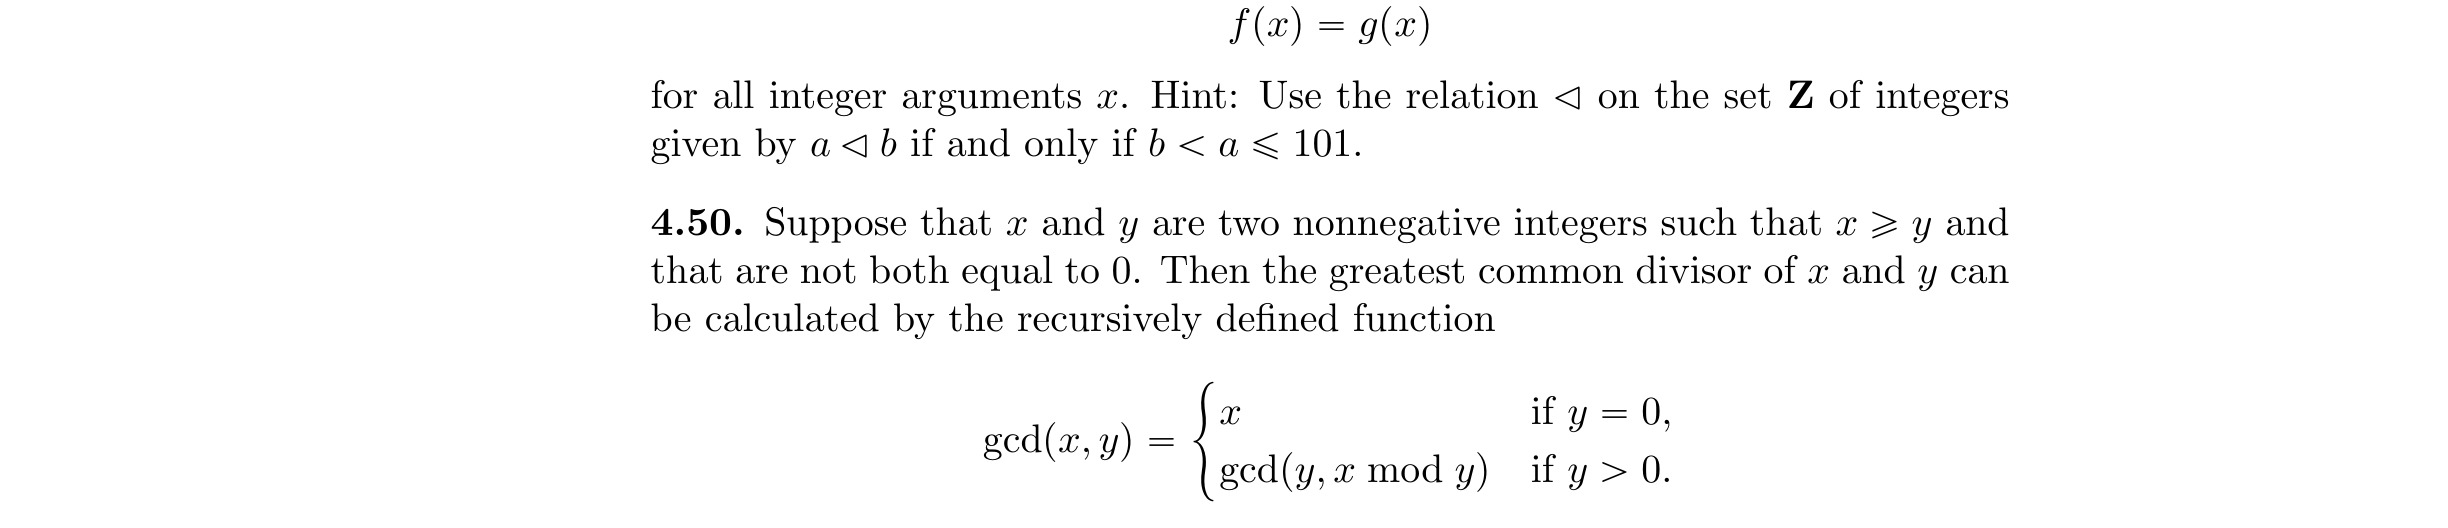 f(x) = g(x)
for all integer arguments x. Hint: Use the relation ⊲ on the set Z of integers
given by a ⊲ b if and only if b < a ⩽ 101.
4.50. Suppose that x and y are two nonnegative integers such that x ⩾ y and
that are not both equal to 0. Then the greatest common divisor of x and y can
be calculated by the recursively defined function
gcd(x, y) = { x if y = 0,
gcd(y, x mod y) if y > 0.